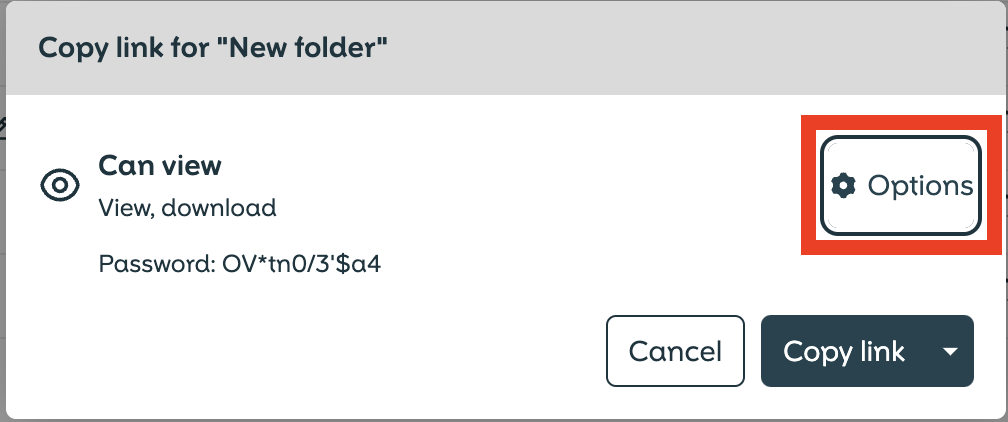 Copy link for "New folder"
Can view
Options
View, download
Password: OV*tn0/3'$a4
Cancel
Copy link